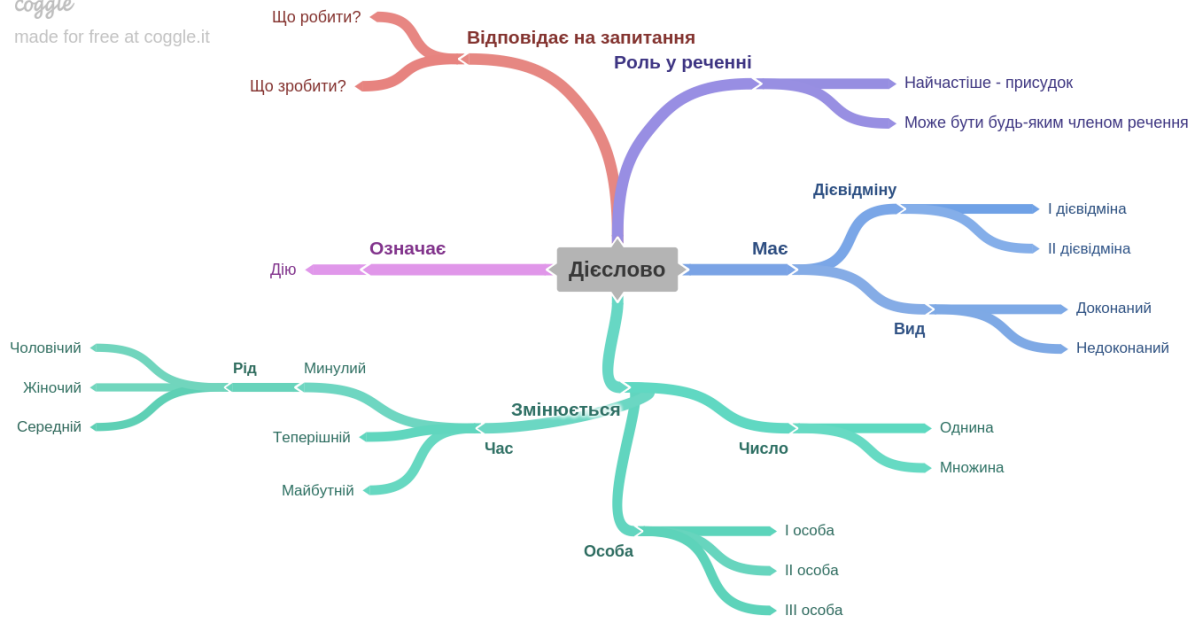 coggle
made for free at coggle.it
Що робити?
Що зробити?
Відповідає на запитання
Роль у реченні
Найчастіше - присудок
Може бути будь-яким членом речення
Дієвідміну
І дієвідміна
ІІ дієвідміна
Має
Вид
Доконаний
Недоконаний
Означає
Дію
Дієслово
Чоловічий
Жіночий
Середній
Рід
Минулий
Теперішній
Майбутній
Час
Змінюється
Число
Однина
Множина
Особа
І особа
ІІ особа
ІІІ особа